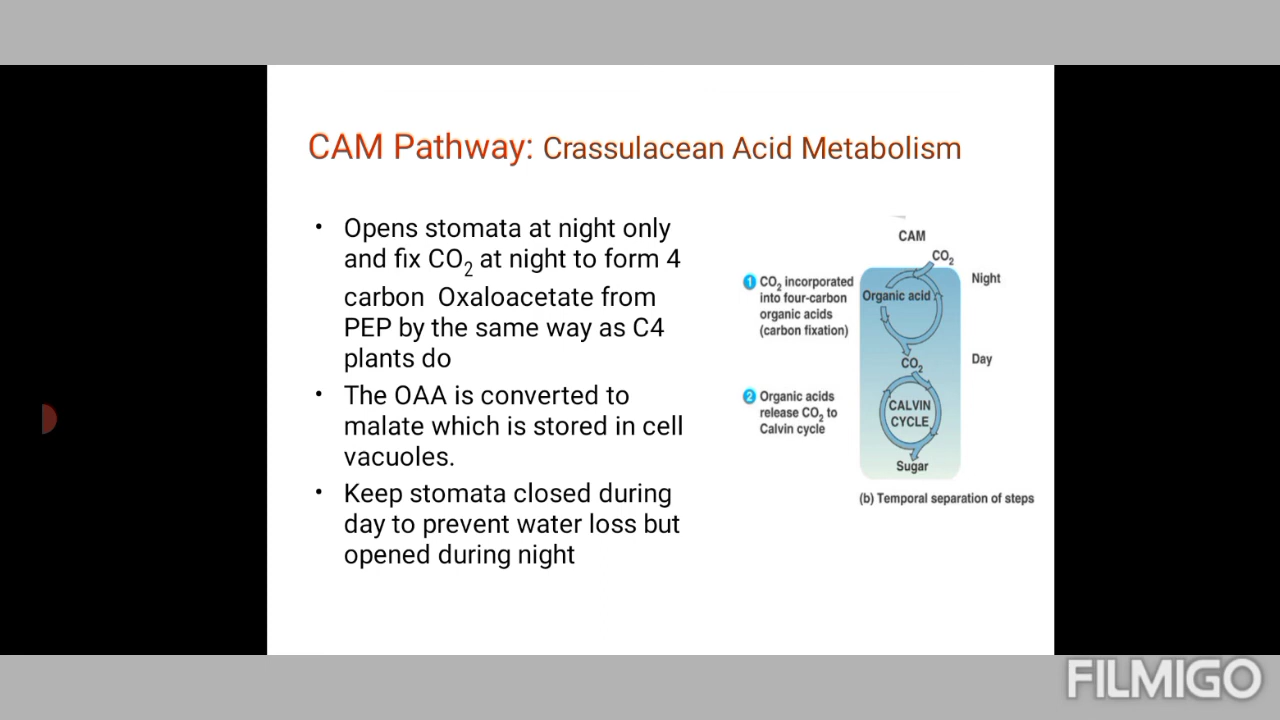 CAM Pathway: Crassulacean Acid Metabolism
• Opens stomata at night only
and fix CO₂ at night to form 4
carbon Oxaloacetate from
PEP by the same way as C4
plants do
• The OAA is converted to
malate which is stored in cell
vacuoles.
• Keep stomata closed during
day to prevent water loss but
opened during night
CAM
CO₂
Night
1 CO₂ incorporated
into four-carbon
organic acids
(carbon fixation)
Organic acid
CO₂
Day
2 Organic acids
release CO₂ to
Calvin cycle
CALVIN
CYCLE
Sugar
(b) Temporal separation of steps
FILMIGO